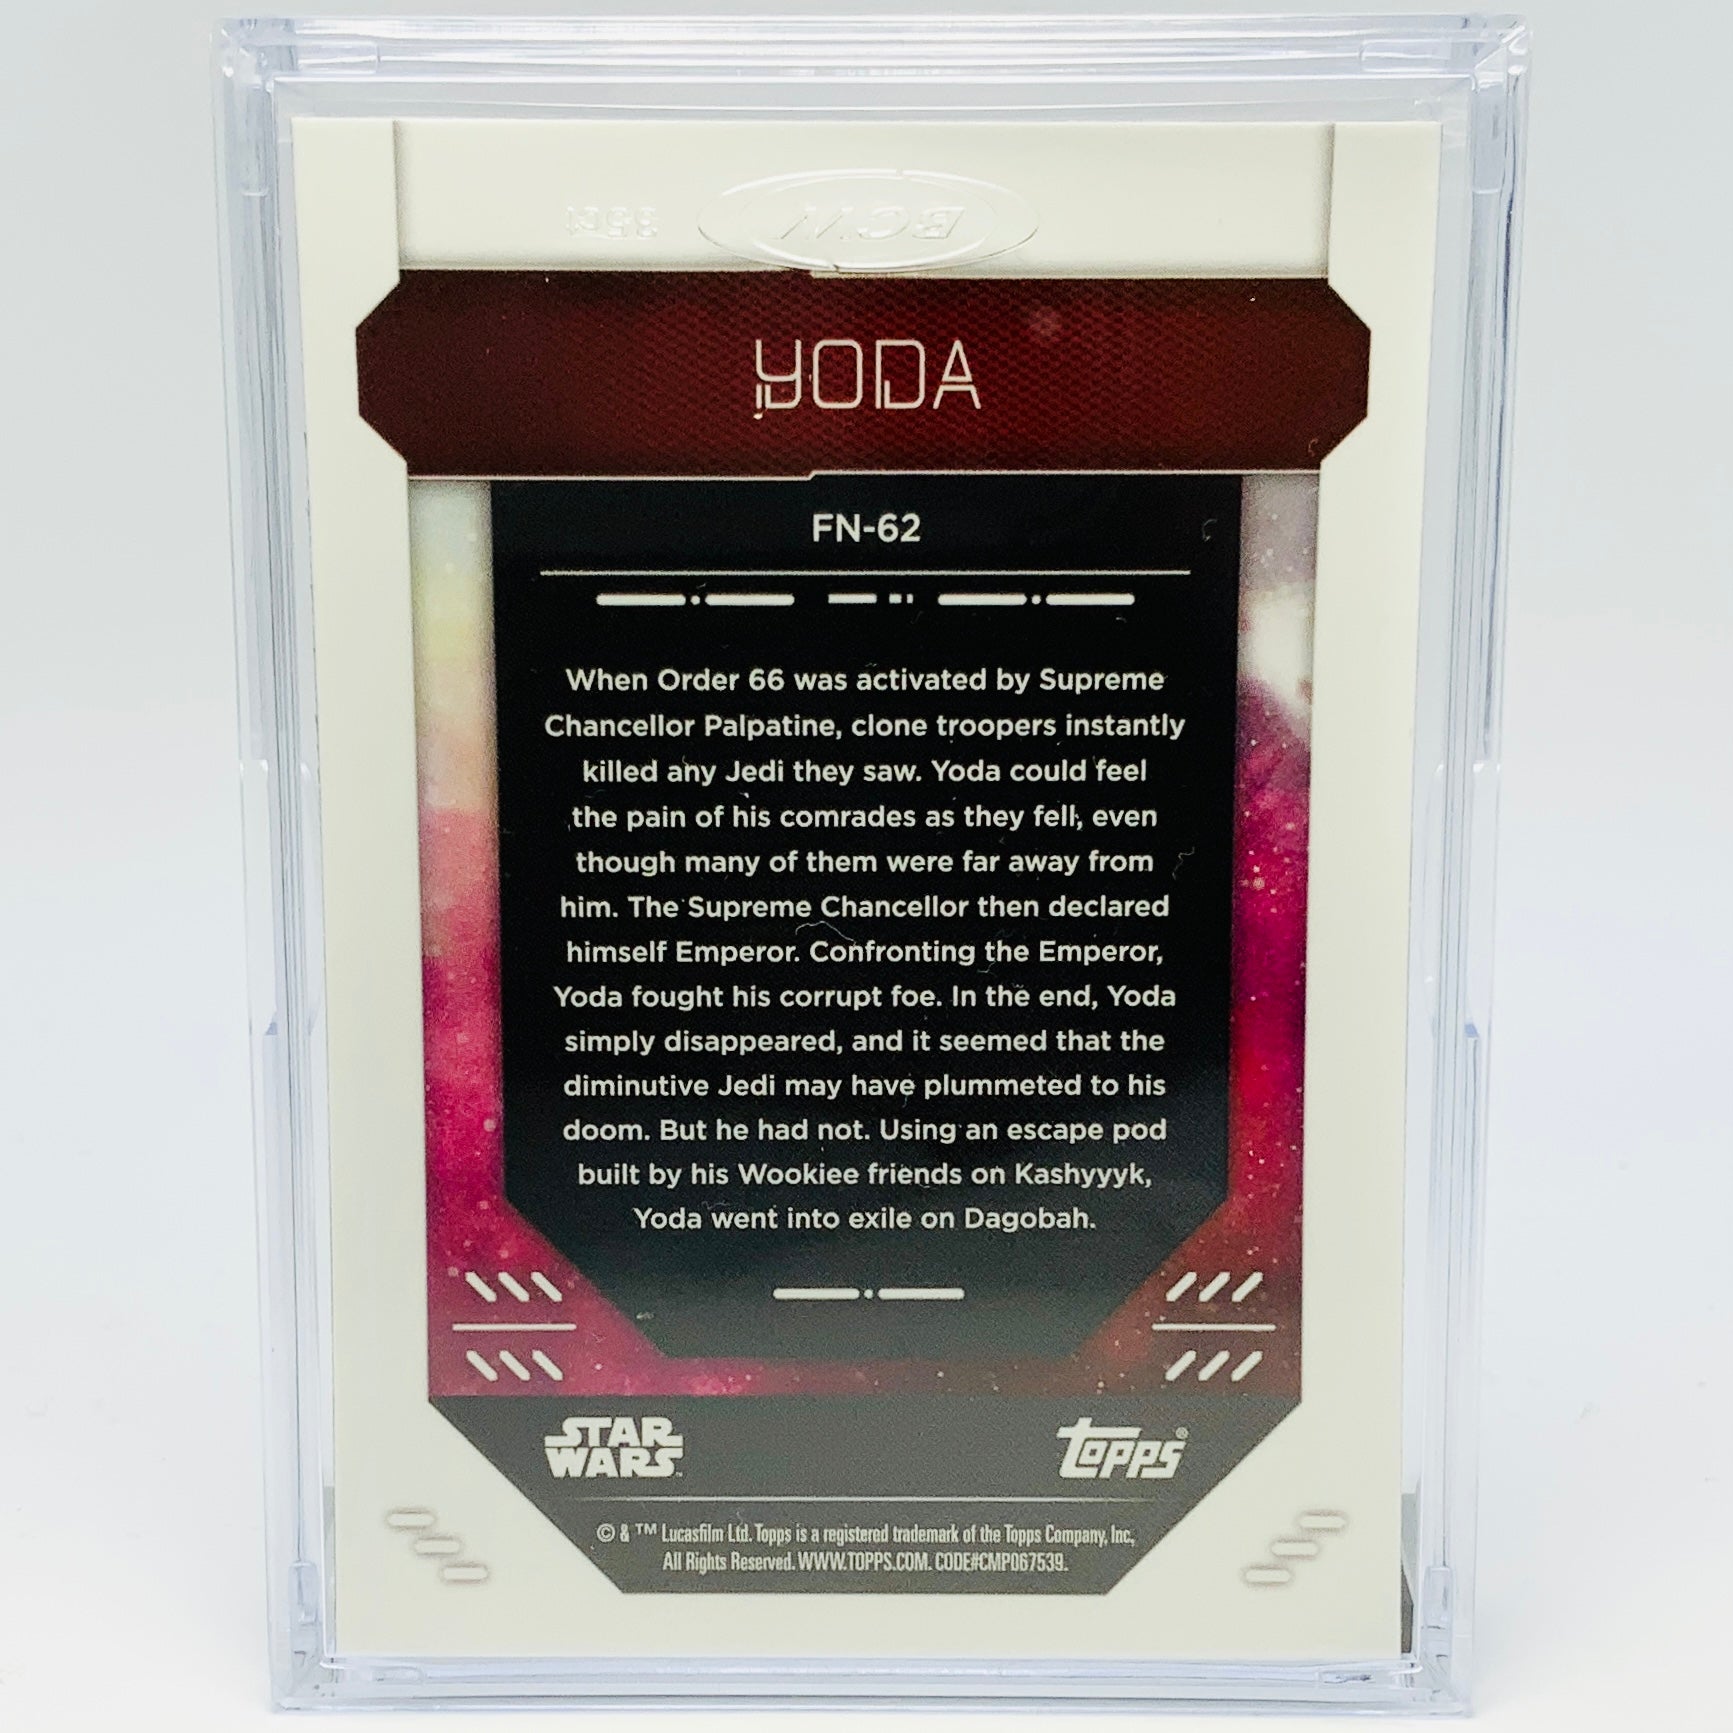 BCW
35ct
YODA
FN-62
When Order 66 was activated by Supreme
Chancellor Palpatine, clone troopers instantly
killed any Jedi they saw. Yoda could feel
the pain of his comrades as they fell, even
though many of them were far away from
him. The Supreme Chancellor then declared
himself Emperor. Confronting the Emperor,
Yoda fought his corrupt foe. In the end, Yoda
simply disappeared, and it seemed that the
diminutive Jedi may have plummeted to his
doom. But he had not. Using an escape pod
built by his Wookiee friends on Kashyyyk,
Yoda went into exile on Dagobah.
STAR
WARS™
topps®
© & ™ Lucasfilm Ltd. Topps is a registered trademark of the Topps Company, Inc,
All Rights Reserved. WWW.TOPPS.COM. CODE#CMP067539.